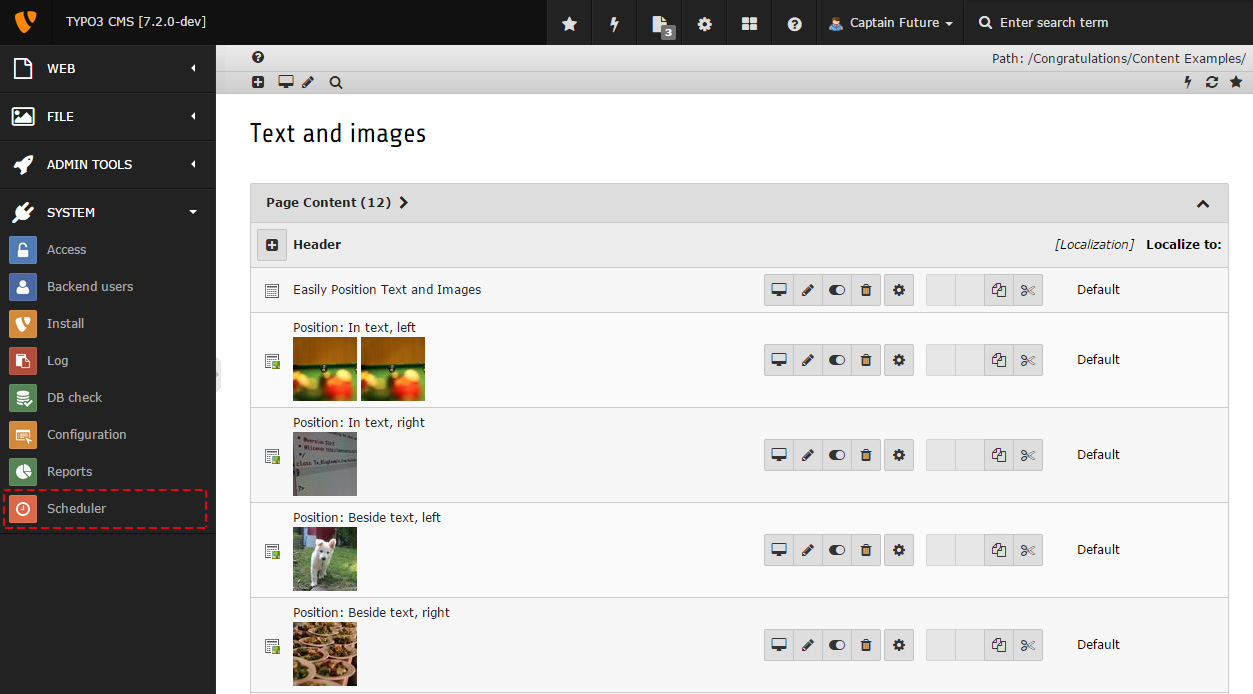 TYPO3 CMS [7.2.0-dev]
3
Captain Future
Enter search term
WEB
FILE
ADMIN TOOLS
SYSTEM
Access
Backend users
Install
Log
DB check
Configuration
Reports
Scheduler
Path: /Congratulations/Content Examples/
Text and images
Page Content (12)
Header [Localization] Localize to:
Easily Position Text and Images Default
Position: In text, left
Default
Position: In text, right
Default
Position: Beside text, left
Default
Position: Beside text, right
Default